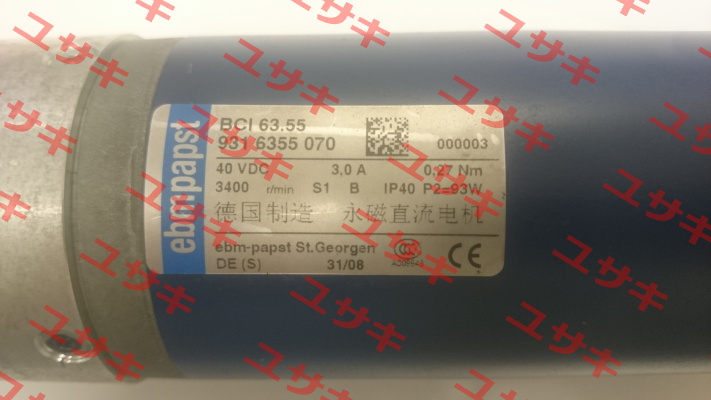 ebmpapst
BCI 63.55
931 6355 070
000003
40 VDC 3,0 A 0,27 Nm
3400 r/min S1 B IP40 P2=93W
德国制造 永磁直流电机
ebm-papst St.Georgen
DE (S) 31/08
CCC
CE
ユサキ